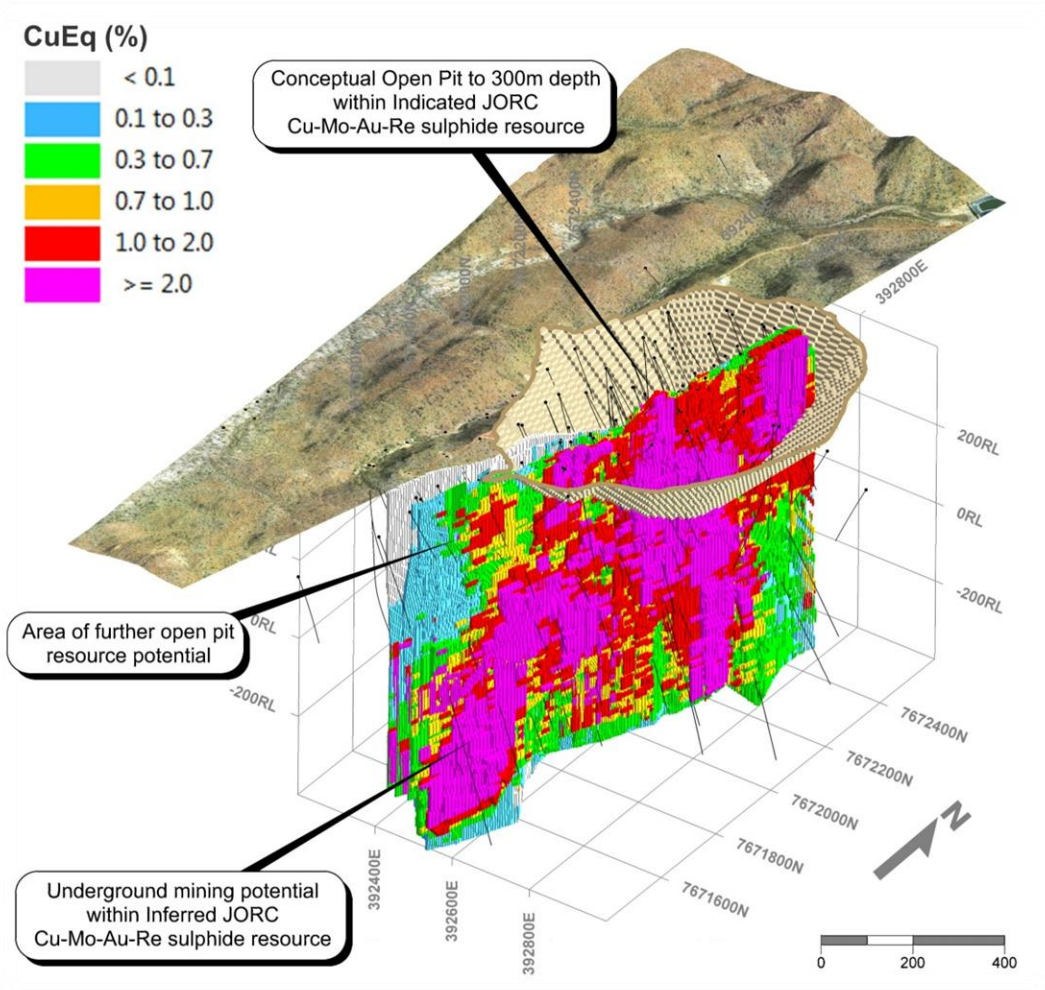 CuEq (%)
< 0.1
0.1 to 0.3
0.3 to 0.7
0.7 to 1.0
1.0 to 2.0
>= 2.0
Conceptual Open Pit to 300m depth
within Indicated JORC
Cu-Mo-Au-Re sulphide resource
392800E
200RL
0RL
-200RL
Area of further open pit
resource potential
-200RL
7672400N
7672200N
7672000N
7671800N
7671600N
N
Underground mining potential
within Inferred JORC
Cu-Mo-Au-Re sulphide resource
392400E
392600E
392800E
0
200
400